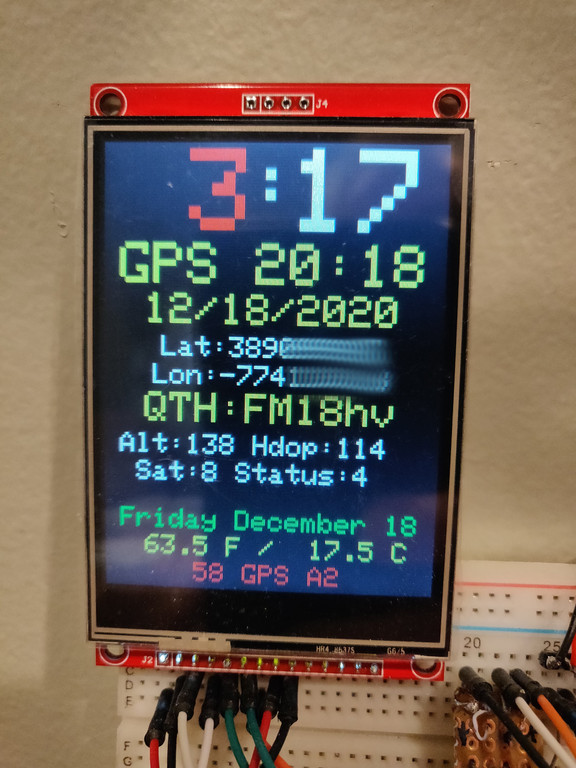 J4
3:17
GPS 20:18
12/18/2020
Lat:389
Lon:-774
QTH:FM18hv
Alt:138 Hdop:114
Sat:8 Status:4
Friday December 18
63.5 F / 17.5 C
58 GPS A2
J2
20
25
C
D
E
F
G